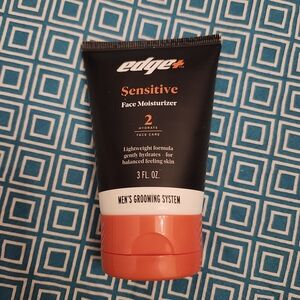 edge+
Sensitive
Face Moisturizer
2
HYDRATE
FACE CARE
Lightweight formula
gently hydrates - for
balanced feeling skin
3 FL. OZ.
MEN'S GROOMING SYSTEM